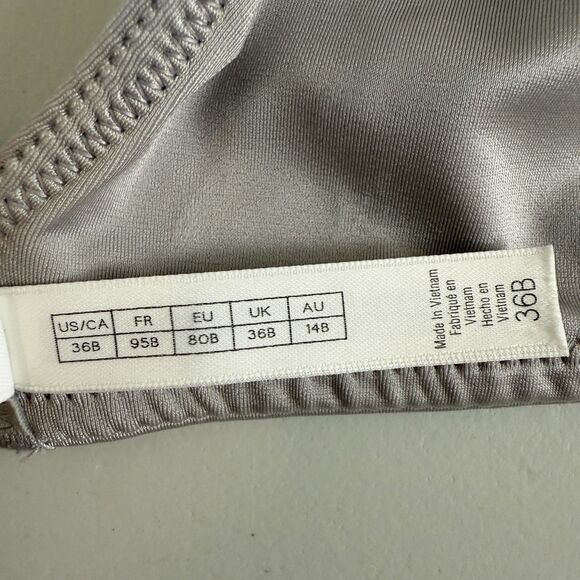 US/CA FR EU UK AU
36B 95B 80B 36B 14B
Made In Vietnam
Fabriqué en
Vietnam
Hecho en
Vietnam
36B